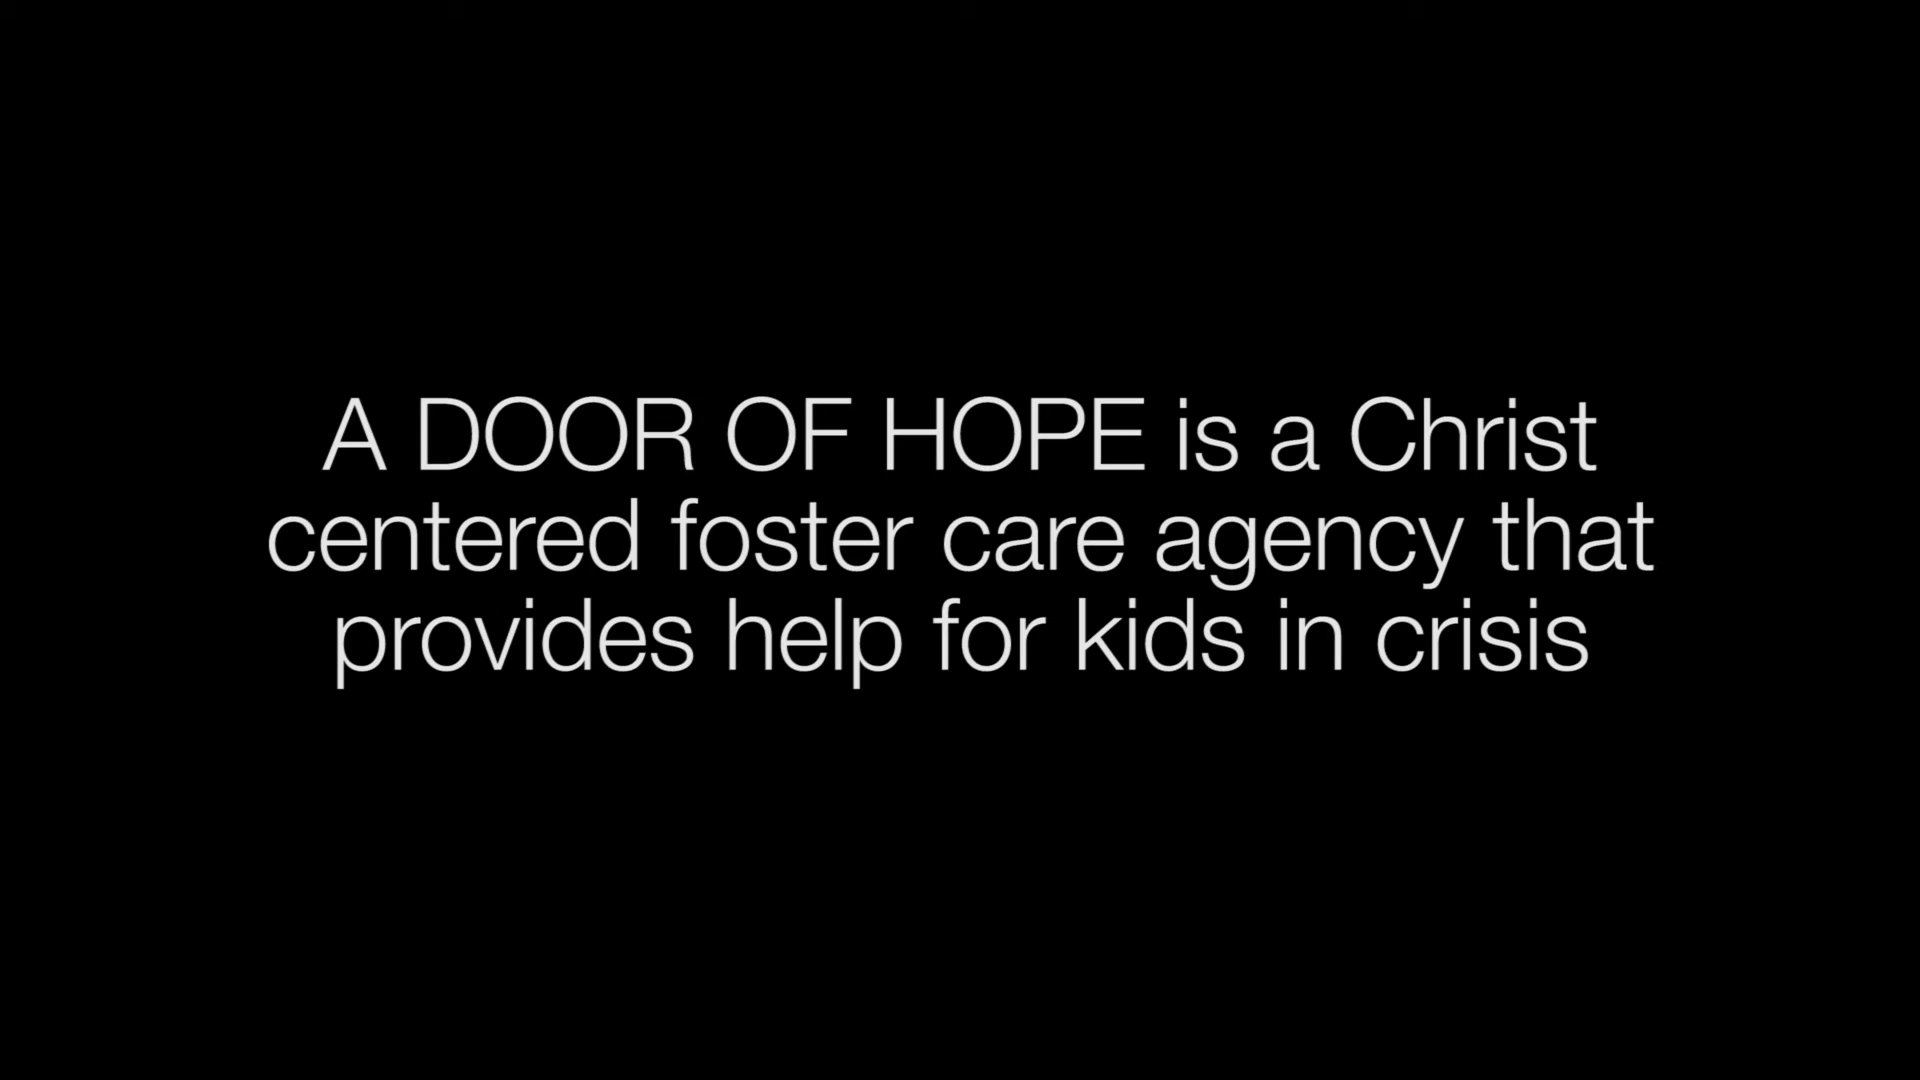 A DOOR OF HOPE is a Christ
centered foster care agency that
provides help for kids in crisis